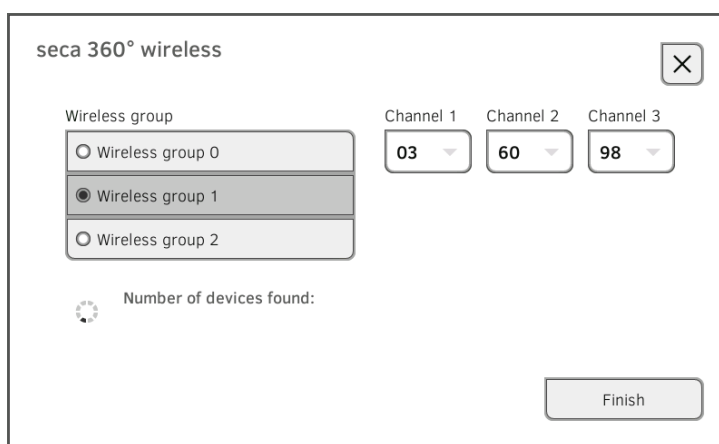 seca 360° wireless
Wireless group
Channel 1 Channel 2 Channel 3
Wireless group 0
03 60 98
Wireless group 1
Wireless group 2
Number of devices found:
Finish